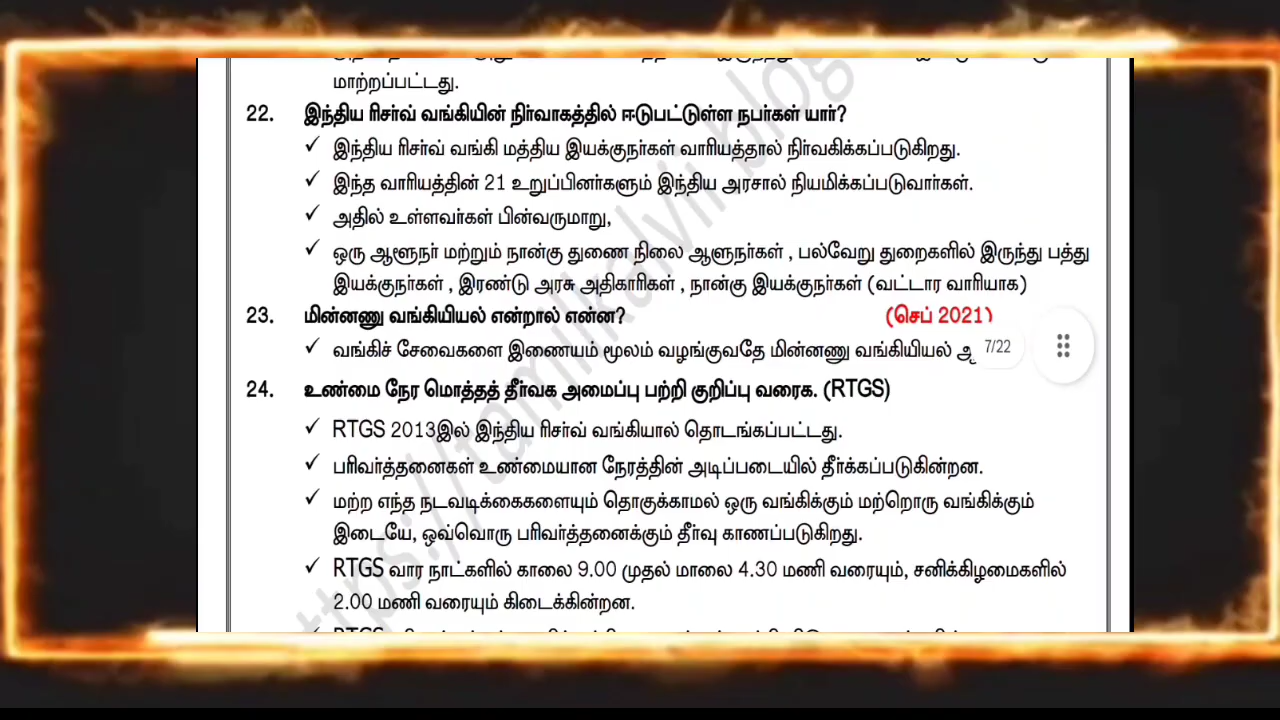 மாற்றப்பட்டது.
22. இந்திய ரிசர்வ் வங்கியின் நிர்வாகத்தில் ஈடுபட்டுள்ள நபர்கள் யார்?
✓ இந்திய ரிசர்வ் வங்கி மத்திய இயக்குநர்கள் வாரியத்தால் நிர்வகிக்கப்படுகிறது.
✓ இந்த வாரியத்தின் 21 உறுப்பினர்களும் இந்திய அரசால் நியமிக்கப்படுவார்கள்.
✓ அதில் உள்ளவர்கள் பின்வருமாறு,
✓ ஒரு ஆளூநர் மற்றும் நான்கு துணை நிலை ஆளுநர்கள் , பல்வேறு துறைகளில் இருந்து பத்து
இயக்குநர்கள் , இரண்டு அரசு அதிகாரிகள் , நான்கு இயக்குநர்கள் (வட்டார வாரியாக)
23. மின்னணு வங்கியியல் என்றால் என்ன? (செப் 2021)
✓ வங்கிச் சேவைகளை இணையம் மூலம் வழங்குவதே மின்னணு வங்கியியல்
7/22
24. உண்மை நேர மொத்தத் தீர்வக அமைப்பு பற்றி குறிப்பு வரைக. (RTGS)
✓ RTGS 2013இல் இந்திய ரிசர்வ் வங்கியால் தொடங்கப்பட்டது.
✓ பரிவர்த்தனைகள் உண்மையான நேரத்தின் அடிப்படையில் தீர்க்கப்படுகின்றன.
✓ மற்ற எந்த நடவடிக்கைகளையும் தொகுக்காமல் ஒரு வங்கிக்கும் மற்றொரு வங்கிக்கும்
இடையே, ஒவ்வொரு பரிவர்த்தனைக்கும் தீர்வு காணப்படுகிறது.
✓ RTGS வார நாட்களில் காலை 9.00 முதல் மாலை 4.30 மணி வரையும், சனிக்கிழமைகளில்
2.00 மணி வரையும் கிடைக்கின்றன.
https://tamilkalvii.blog